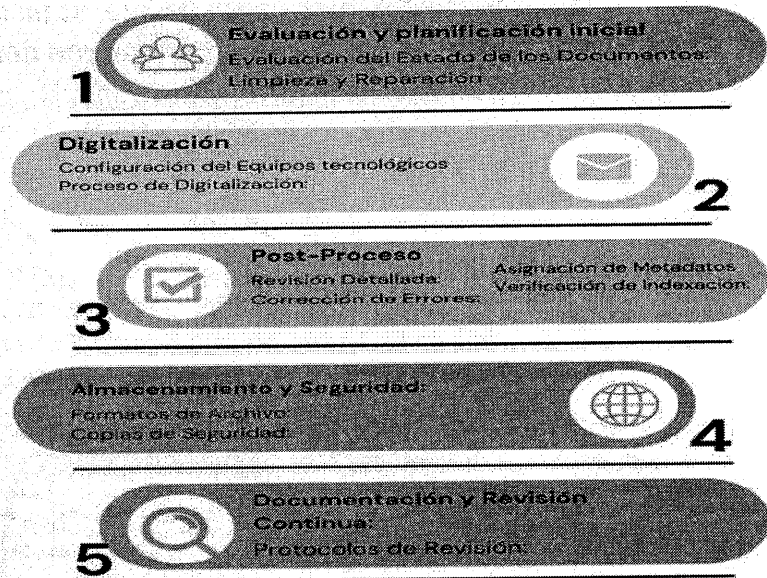 1
Evaluación y planificación inicial
Evaluación del Estado de los Documentos:
Limpieza y Reparación
Digitalización
Configuración del Equipos tecnológicos
Proceso de Digitalización:
2
3
Post-Proceso
Revisión Detallada:
Corrección de Errores:
Asignación de Metadatos
Verificación de Indexación:
Almacenamiento y Seguridad:
Formatos de Archivo:
Copias de Seguridad:
4
5
Documentación y Revisión
Continua:
Protocolos de Revisión: